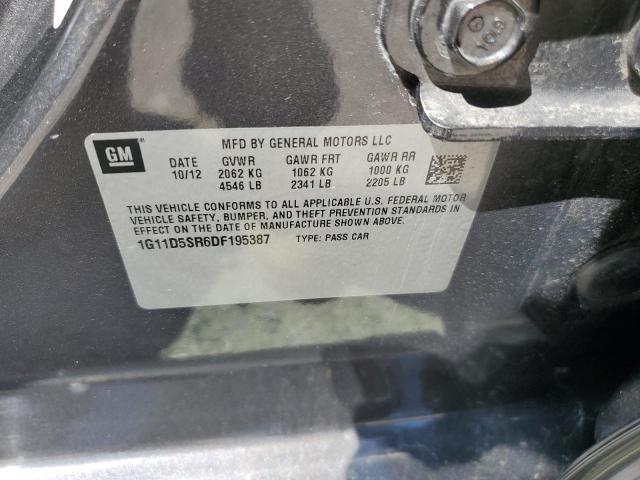 GM
MFD BY GENERAL MOTORS LLC
DATE GVWR GAWR FRT GAWR RR
10/12 2062 KG 1062 KG 1000 KG
4546 LB 2341 LB 2205 LB
THIS VEHICLE CONFORMS TO ALL APPLICABLE U.S. FEDERAL MOTOR
VEHICLE SAFETY, BUMPER, AND THEFT PREVENTION STANDARDS IN
EFFECT ON THE DATE OF MANUFACTURE SHOWN ABOVE.
1G11D5SR6DF195387 TYPE: PASS CAR